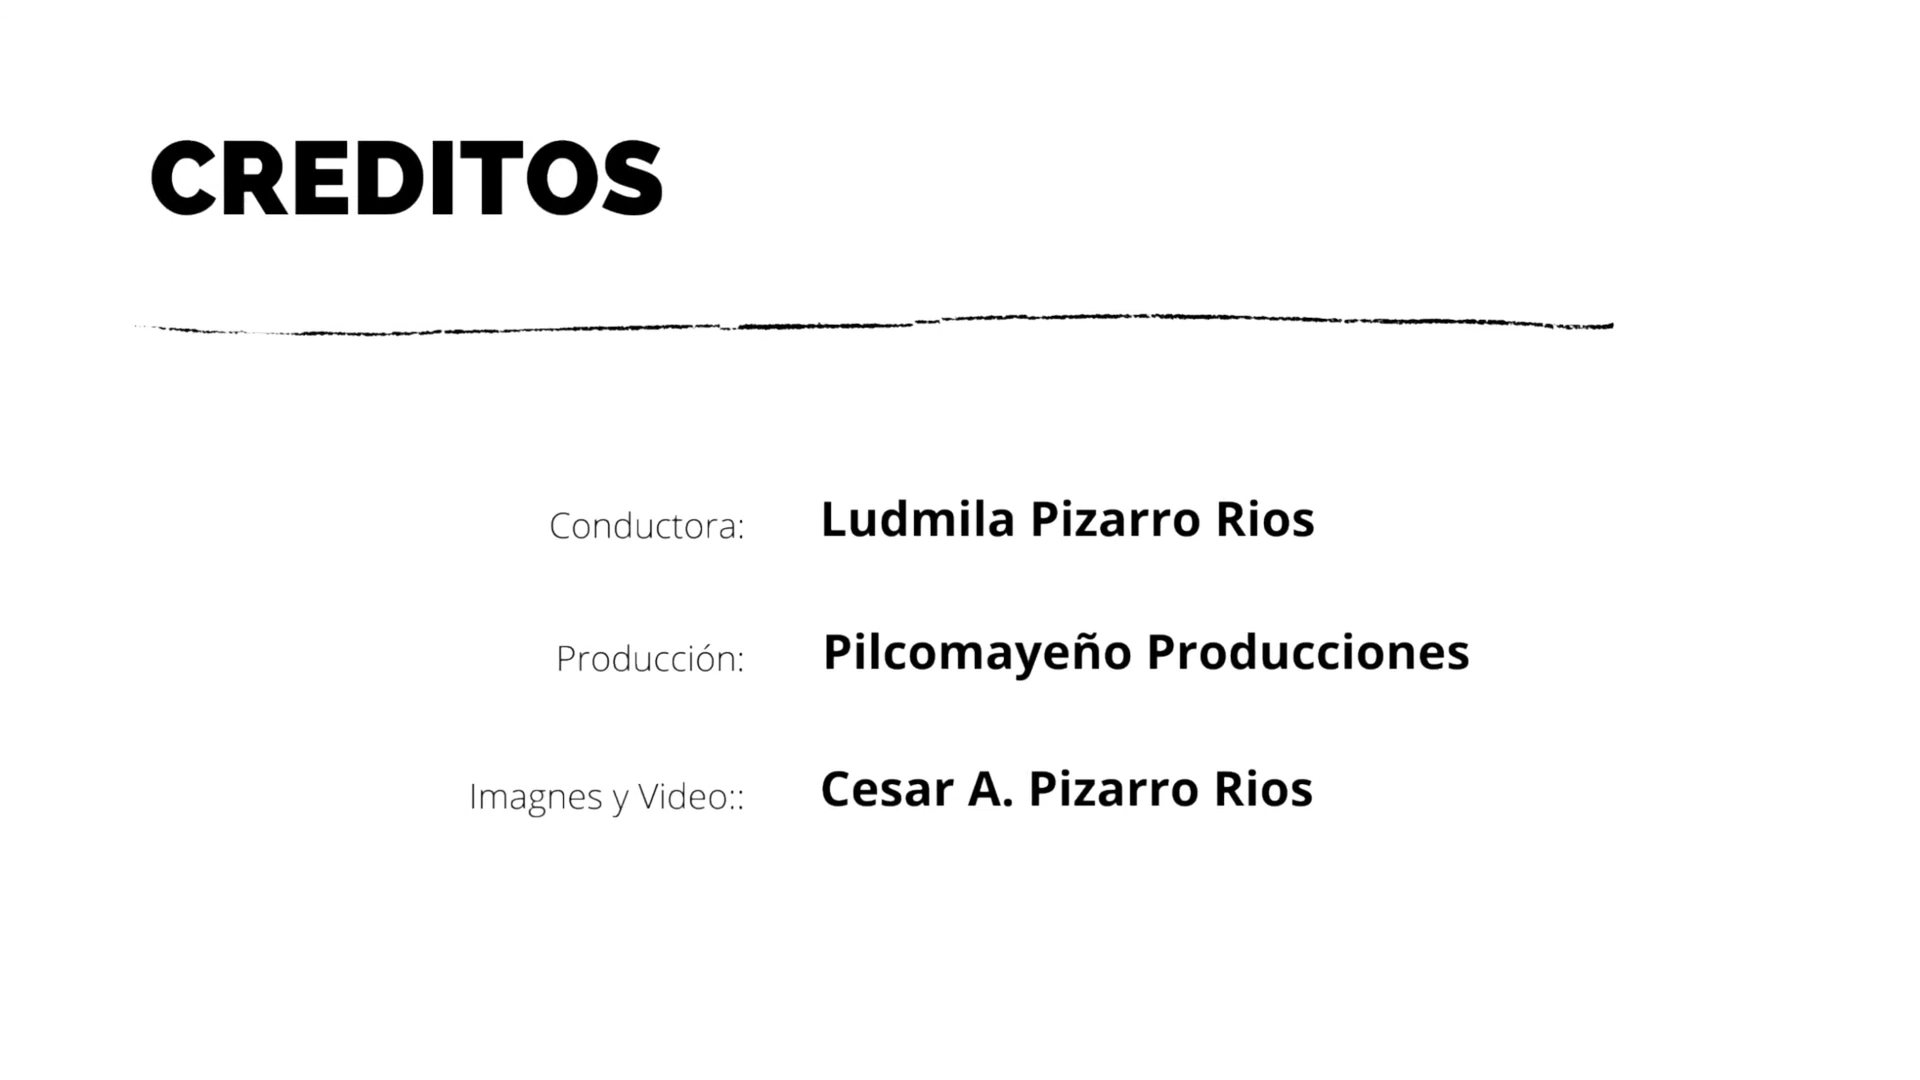 CREDITOS
Conductora: Ludmila Pizarro Rios
Producción: Pilcomayeño Producciones
Imagnes y Video:: Cesar A. Pizarro Rios